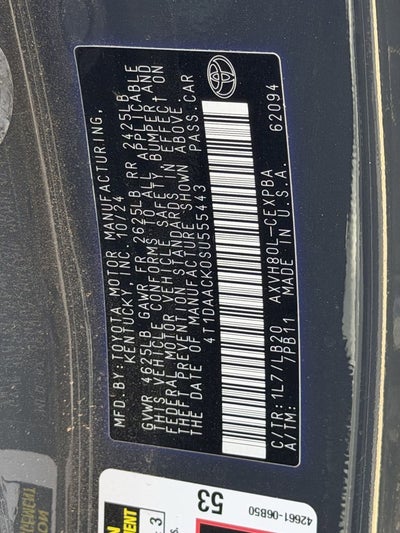 MFD.BY:TOYOTA MOTOR MANUFACTURING,
KENTUCKY, INC. 10/24
GVWR 4625LB GAWR FR 2625LB RR 2425LB
THIS VEHICLE CONFORMS TO ALL APPLICABLE
FEDERAL MOTOR VEHICLE SAFETY, BUMPER AND
THEFT PREVENTION STANDARDS IN EFFECT ON
THE DATE OF MANUFACTURE SHOWN ABOVE.
4T1DAACK0SU555443 PASS.CAR
C/TR:1L7/LB20 AXVH80L-CEXPBA
A/TM: 7PB11 MADE IN U.S.A. 62094
53
42661-06B50